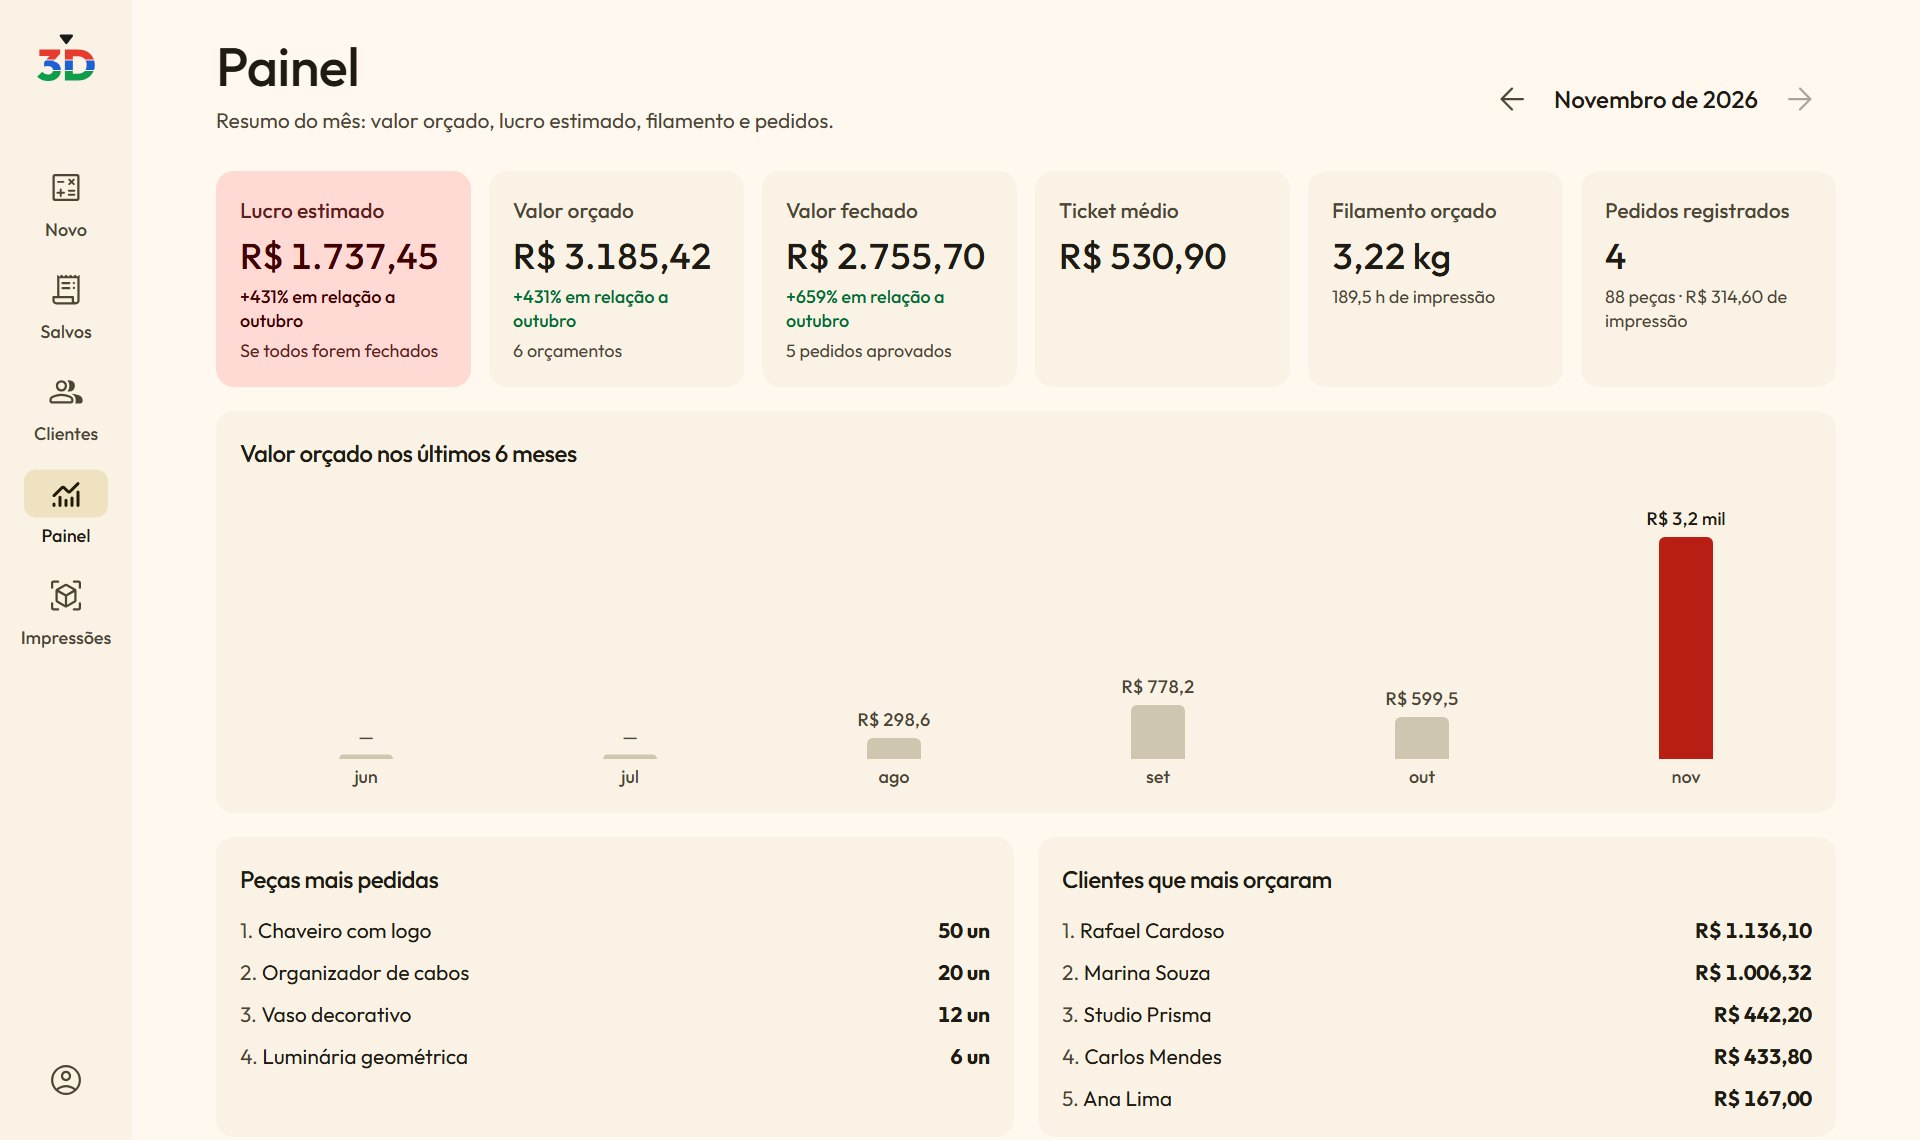 3D
Novo
Salvos
Clientes
Painel
Impressões
Painel
Resumo do mês: valor orçado, lucro estimado, filamento e pedidos.
Novembro de 2026
Lucro estimado
R$ 1.737,45
+431% em relação a
outubro
Se todos forem fechados
Valor orçado
R$ 3.185,42
+431% em relação a
outubro
6 orçamentos
Valor fechado
R$ 2.755,70
+659% em relação a
outubro
5 pedidos aprovados
Ticket médio
R$ 530,90
Filamento orçado
3,22 kg
189,5 h de impressão
Pedidos registrados
4
88 peças · R$ 314,60 de
impressão
Valor orçado nos últimos 6 meses
—
jun
—
jul
R$ 298,6
ago
R$ 778,2
set
R$ 599,5
out
R$ 3,2 mil
nov
Peças mais pedidas
1. Chaveiro com logo 50 un
2. Organizador de cabos 20 un
3. Vaso decorativo 12 un
4. Luminária geométrica 6 un
Clientes que mais orçaram
1. Rafael Cardoso R$ 1.136,10
2. Marina Souza R$ 1.006,32
3. Studio Prisma R$ 442,20
4. Carlos Mendes R$ 433,80
5. Ana Lima R$ 167,00